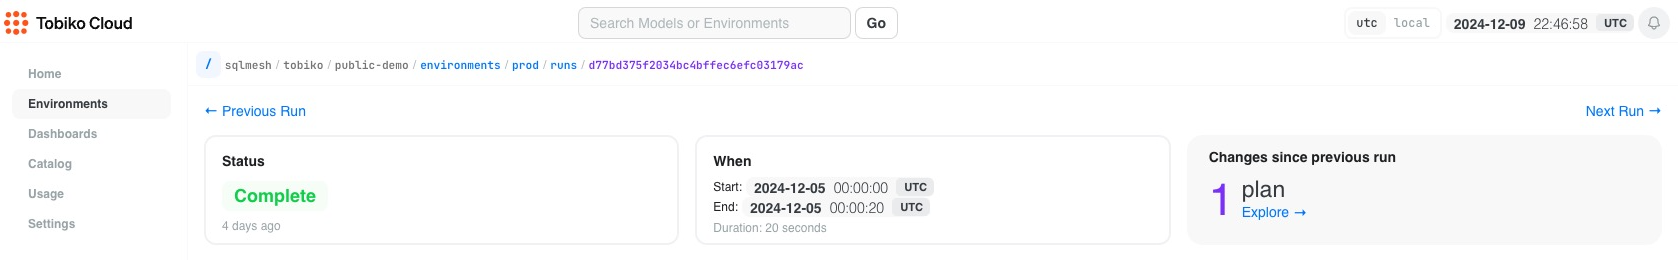 Tobiko Cloud
Search Models or Environments
Go
utc local
2024-12-09 22:46:58 UTC
Home
Environments
Dashboards
Catalog
Usage
Settings
/ sqlmesh / tobiko / public-demo / environments / prod / runs / d77bd375f2034bc4bffec6efc03179ac
← Previous Run
Next Run →
Status
Complete
4 days ago
When
Start: 2024-12-05 00:00:00 UTC
End: 2024-12-05 00:00:20 UTC
Duration: 20 seconds
Changes since previous run
1 plan
Explore →